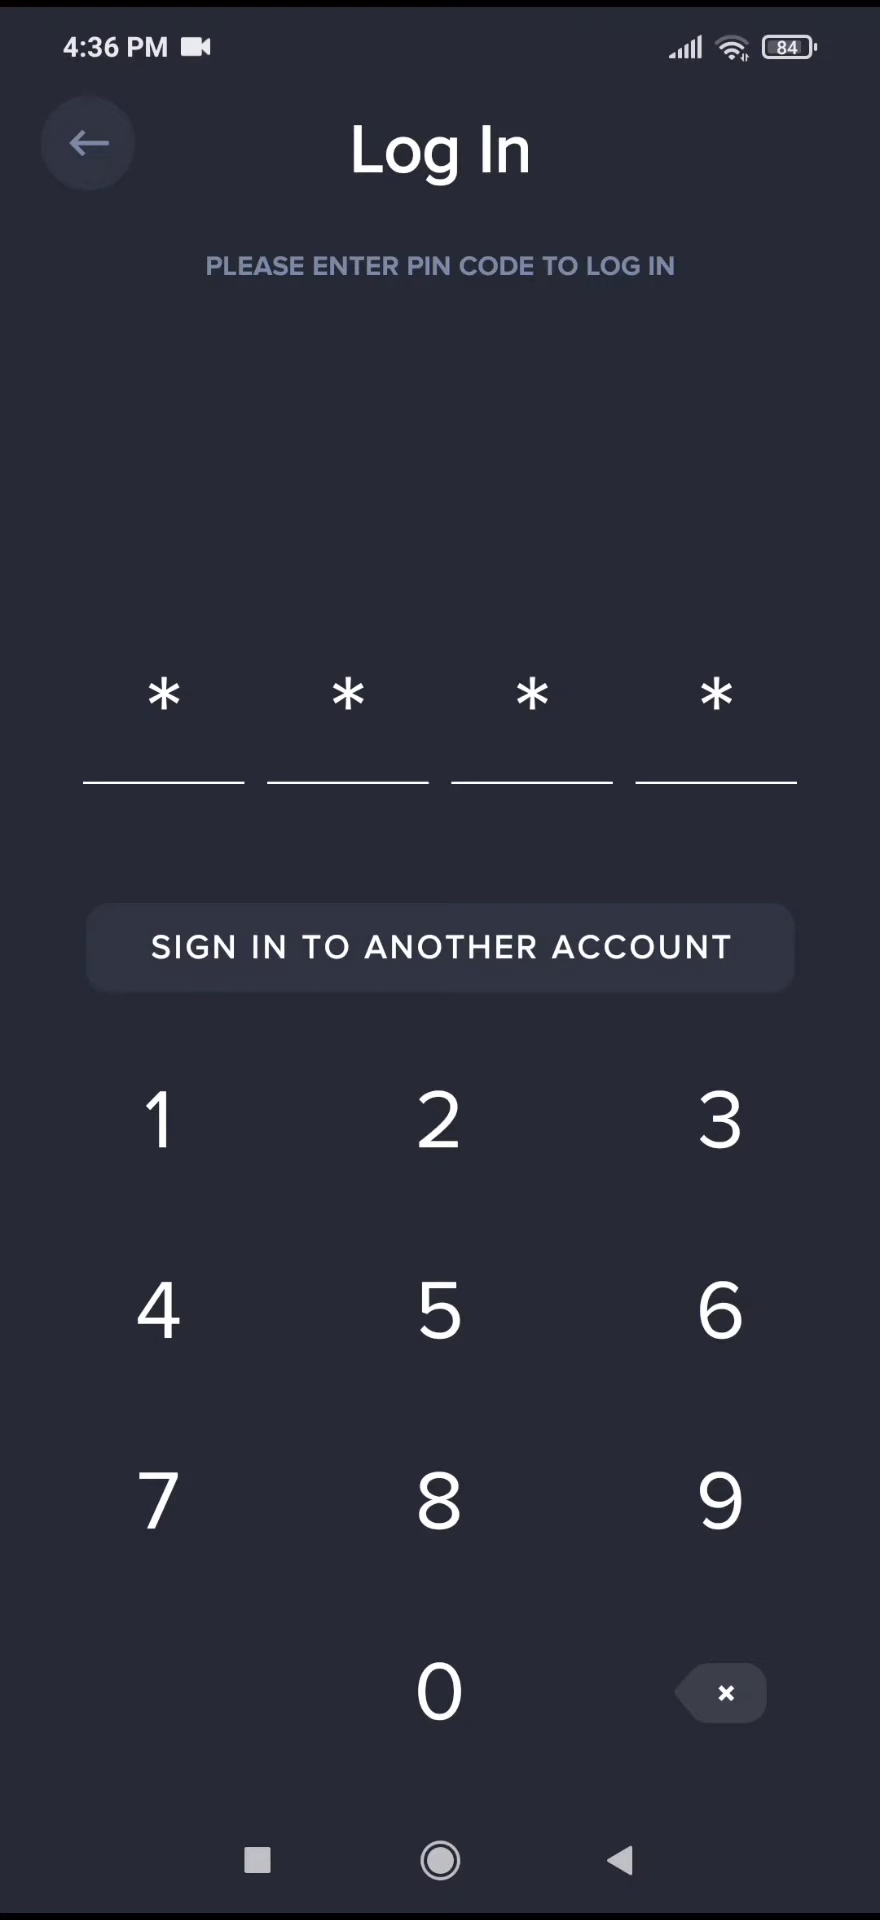 4:36 PM
84
Log In
PLEASE ENTER PIN CODE TO LOG IN
* * * *
SIGN IN TO ANOTHER ACCOUNT
1 2 3
4 5 6
7 8 9
0